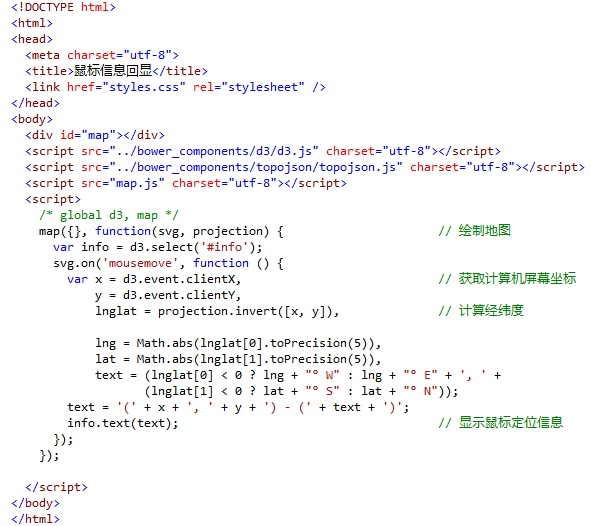 <!DOCTYPE html>
<html>
<head>
  <meta charset="utf-8">
  <title>鼠标信息回显</title>
  <link href="styles.css" rel="stylesheet" />
</head>
<body>
  <div id="map"></div>
  <script src="../bower_components/d3/d3.js" charset="utf-8"></script>
  <script src="../bower_components/topojson/topojson.js" charset="utf-8"></script>
  <script src="map.js" charset="utf-8"></script>
  <script>
    /* global d3, map */
    map({}, function(svg, projection) {                      // 绘制地图
      var info = d3.select('#info');
      svg.on('mousemove', function () {
        var x = d3.event.clientX,                            // 获取计算机屏幕坐标
            y = d3.event.clientY,
            lnglat = projection.invert([x, y]),              // 计算经纬度

            lng = Math.abs(lnglat[0].toPrecision(5)),
            lat = Math.abs(lnglat[1].toPrecision(5)),
            text = (lnglat[0] < 0 ? lng + "° W" : lng + "° E" + ', ' +
                   (lnglat[1] < 0 ? lat + "° S" : lat + "° N"));
        text = '(' + x + ', ' + y + ') - (' + text + ')';
        info.text(text);                                     // 显示鼠标定位信息
      });
    });

  </script>
</body>
</html>